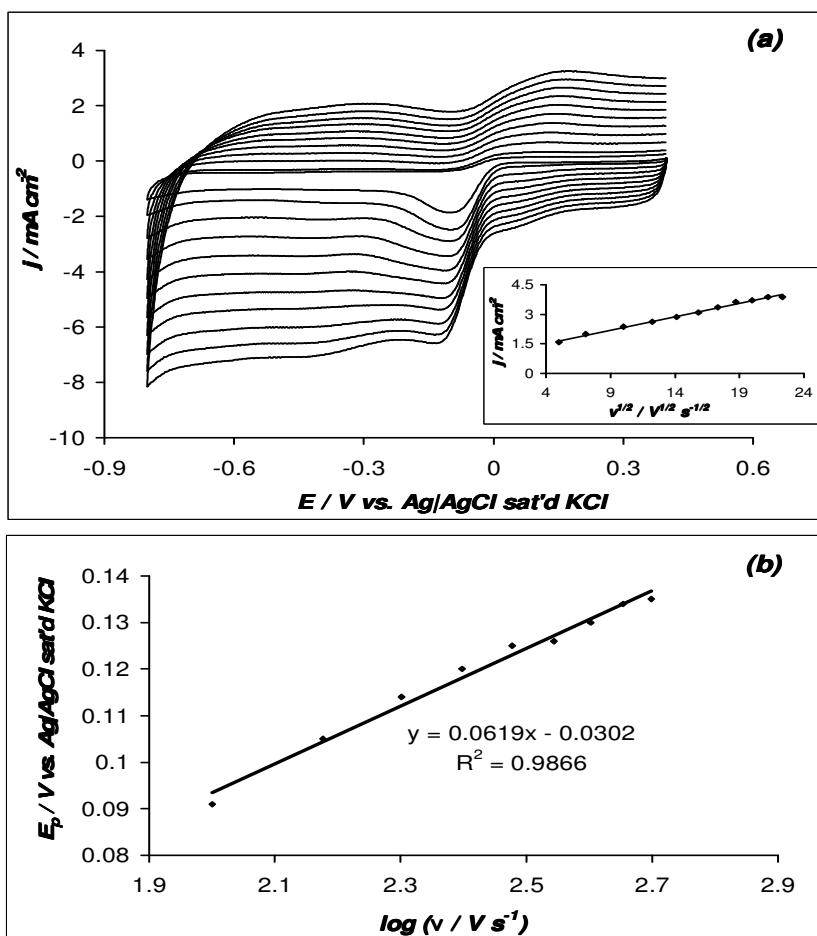 (a)
4
2
0
-2
-4
-6
-8
-10
j / mA cm⁻²
-0.9 -0.6 -0.3 0 0.3 0.6
E / V vs. Ag|AgCl sat'd KCl
4.5
3
1.5
0
j / mA cm⁻²
4 9 14 19 24
v^1/2 / V^1/2 s^-1/2
(b)
0.14
0.13
0.12
0.11
0.1
0.09
0.08
E_p / V vs. Ag|AgCl sat'd KCl
y = 0.0619x - 0.0302
R² = 0.9866
1.9 2.1 2.3 2.5 2.7 2.9
log (v / V s⁻¹)